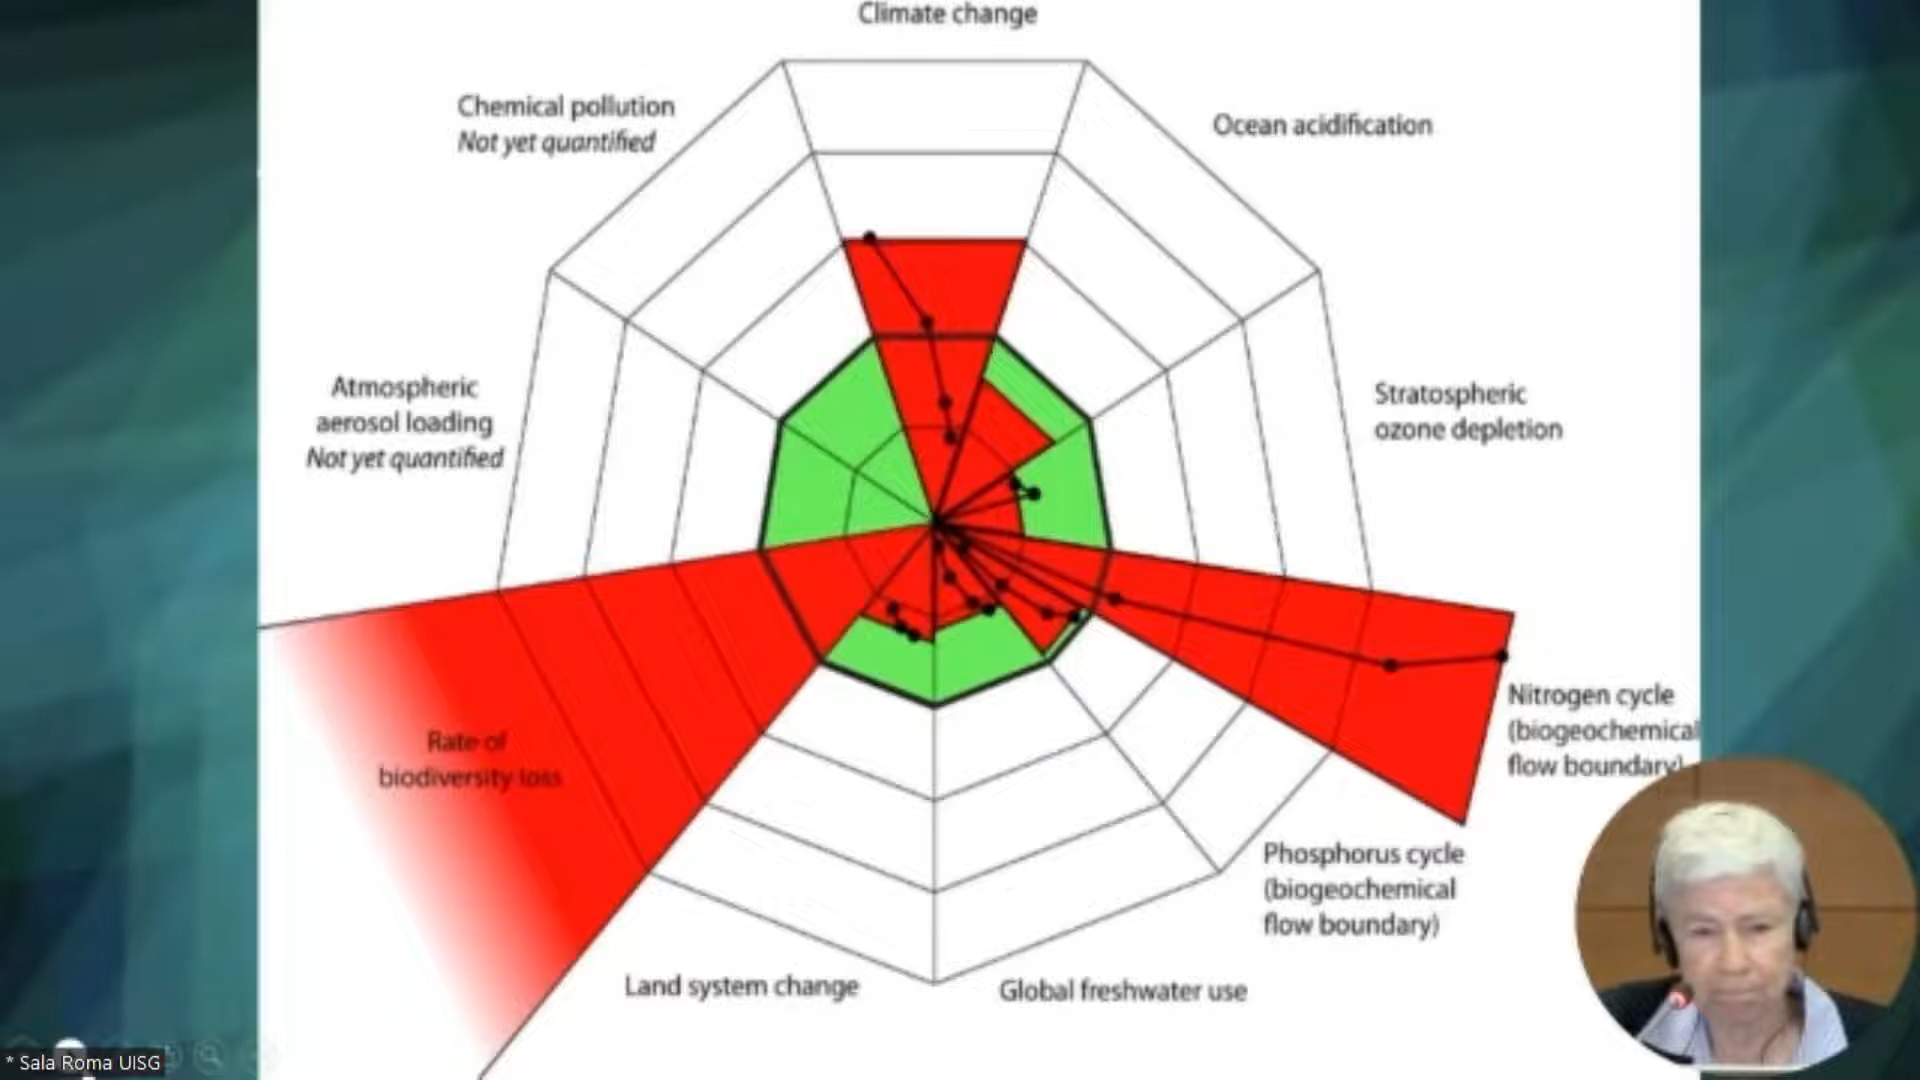 Climate change
Chemical pollution
Not yet quantified
Ocean acidification
Atmospheric
aerosol loading
Not yet quantified
Stratospheric
ozone depletion
Nitrogen cycle
(biogeochemical
flow boundary)
Rate of
biodiversity loss
Phosphorus cycle
(biogeochemical
flow boundary)
Land system change
Global freshwater use
* Sala Roma UISG